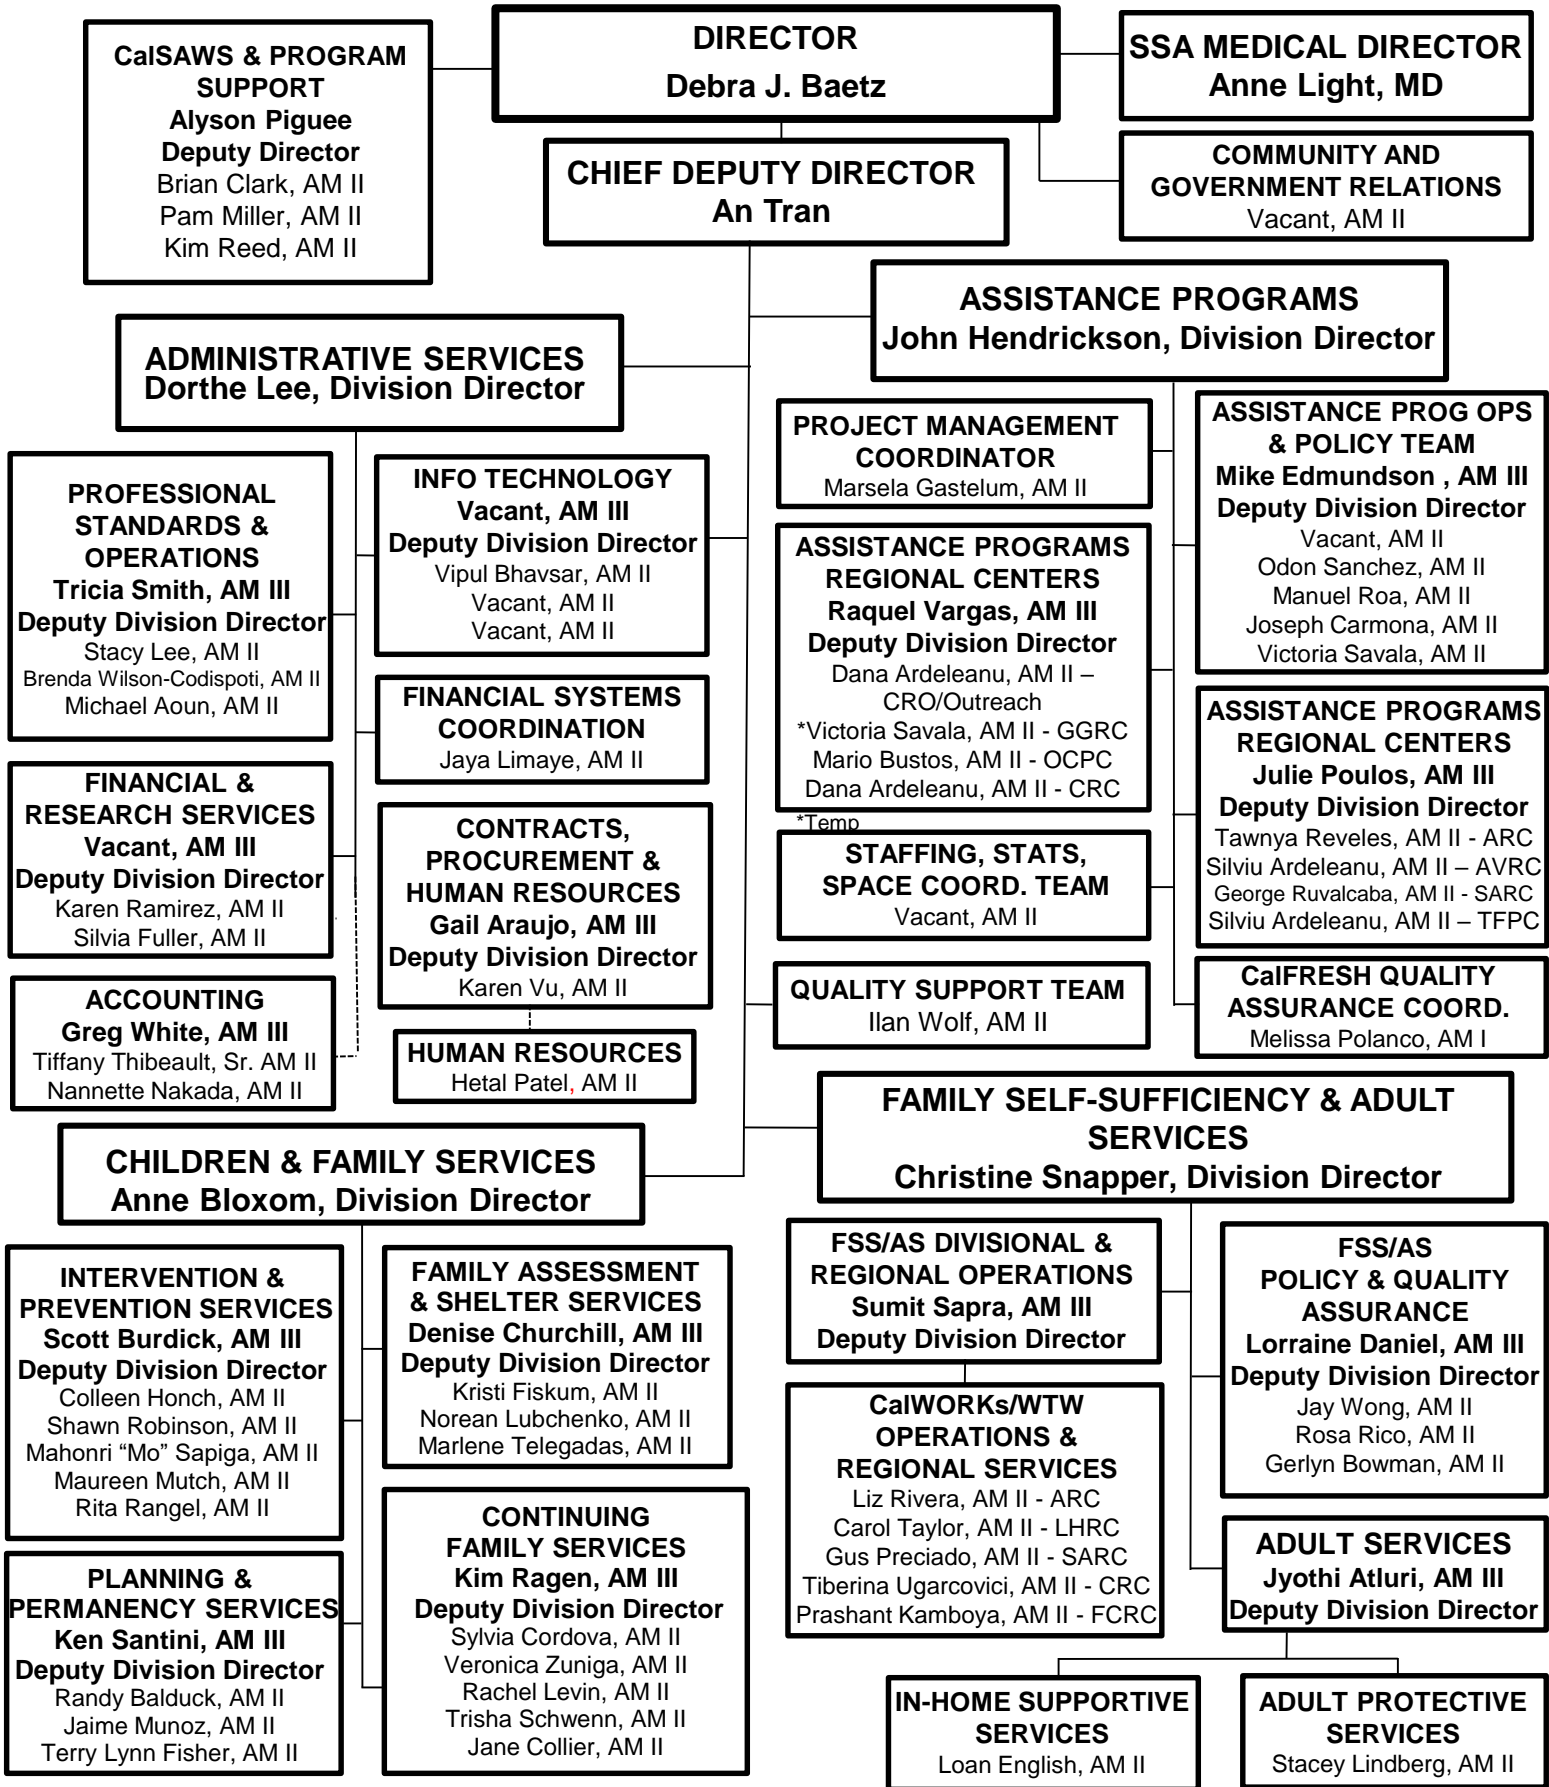 CalSAWS & PROGRAM
SUPPORT
Alyson Piguee
Deputy Director
Brian Clark, AM II
Pam Miller, AM II
Kim Reed, AM II
DIRECTOR
Debra J. Baetz
SSA MEDICAL DIRECTOR
Anne Light, MD
CHIEF DEPUTY DIRECTOR
An Tran
COMMUNITY AND
GOVERNMENT RELATIONS
Vacant, AM II
ADMINISTRATIVE SERVICES
Dorthe Lee, Division Director
PROFESSIONAL
STANDARDS &
OPERATIONS
Tricia Smith, AM III
Deputy Division Director
Stacy Lee, AM II
Brenda Wilson-Codispoti, AM II
Michael Aoun, AM II
INFO TECHNOLOGY
Vacant, AM III
Deputy Division Director
Vipul Bhavsar, AM II
Vacant, AM II
Vacant, AM II
FINANCIAL SYSTEMS
COORDINATION
Jaya Limaye, AM II
FINANCIAL &
RESEARCH SERVICES
Vacant, AM III
Deputy Division Director
Karen Ramirez, AM II
Silvia Fuller, AM II
CONTRACTS,
PROCUREMENT &
HUMAN RESOURCES
Gail Araujo, AM III
Deputy Division Director
Karen Vu, AM II
ACCOUNTING
Greg White, AM III
Tiffany Thibeault, Sr. AM II
Nannette Nakada, AM II
HUMAN RESOURCES
Hetal Patel, AM II
ASSISTANCE PROGRAMS
John Hendrickson, Division Director
PROJECT MANAGEMENT
COORDINATOR
Marsela Gastelum, AM II
ASSISTANCE PROG OPS
& POLICY TEAM
Mike Edmundson , AM III
Deputy Division Director
Vacant, AM II
Odon Sanchez, AM II
Manuel Roa, AM II
Joseph Carmona, AM II
Victoria Savala, AM II
ASSISTANCE PROGRAMS
REGIONAL CENTERS
Raquel Vargas, AM III
Deputy Division Director
Dana Ardeleanu, AM II –
CRO/Outreach
*Victoria Savala, AM II - GGRC
Mario Bustos, AM II - OCPC
Dana Ardeleanu, AM II - CRC
*Temp
ASSISTANCE PROGRAMS
REGIONAL CENTERS
Julie Poulos, AM III
Deputy Division Director
Tawnya Reveles, AM II - ARC
Silviu Ardeleanu, AM II – AVRC
George Ruvalcaba, AM II - SARC
Silviu Ardeleanu, AM II – TFPC
STAFFING, STATS,
SPACE COORD. TEAM
Vacant, AM II
QUALITY SUPPORT TEAM
Ilan Wolf, AM II
CalFRESH QUALITY
ASSURANCE COORD.
Melissa Polanco, AM I
CHILDREN & FAMILY SERVICES
Anne Bloxom, Division Director
INTERVENTION &
PREVENTION SERVICES
Scott Burdick, AM III
Deputy Division Director
Colleen Honch, AM II
Shawn Robinson, AM II
Mahonri “Mo” Sapiga, AM II
Maureen Mutch, AM II
Rita Rangel, AM II
FAMILY ASSESSMENT
& SHELTER SERVICES
Denise Churchill, AM III
Deputy Division Director
Kristi Fiskum, AM II
Norean Lubchenko, AM II
Marlene Telegadas, AM II
PLANNING &
PERMANENCY SERVICES
Ken Santini, AM III
Deputy Division Director
Randy Balduck, AM II
Jaime Munoz, AM II
Terry Lynn Fisher, AM II
CONTINUING
FAMILY SERVICES
Kim Ragen, AM III
Deputy Division Director
Sylvia Cordova, AM II
Veronica Zuniga, AM II
Rachel Levin, AM II
Trisha Schwenn, AM II
Jane Collier, AM II
FAMILY SELF-SUFFICIENCY & ADULT
SERVICES
Christine Snapper, Division Director
FSS/AS DIVISIONAL &
REGIONAL OPERATIONS
Sumit Sapra, AM III
Deputy Division Director
FSS/AS
POLICY & QUALITY
ASSURANCE
Lorraine Daniel, AM III
Deputy Division Director
Jay Wong, AM II
Rosa Rico, AM II
Gerlyn Bowman, AM II
CalWORKs/WTW
OPERATIONS &
REGIONAL SERVICES
Liz Rivera, AM II - ARC
Carol Taylor, AM II - LHRC
Gus Preciado, AM II - SARC
Tiberina Ugarcovici, AM II - CRC
Prashant Kamboya, AM II - FCRC
ADULT SERVICES
Jyothi Atluri, AM III
Deputy Division Director
IN-HOME SUPPORTIVE
SERVICES
Loan English, AM II
ADULT PROTECTIVE
SERVICES
Stacey Lindberg, AM II